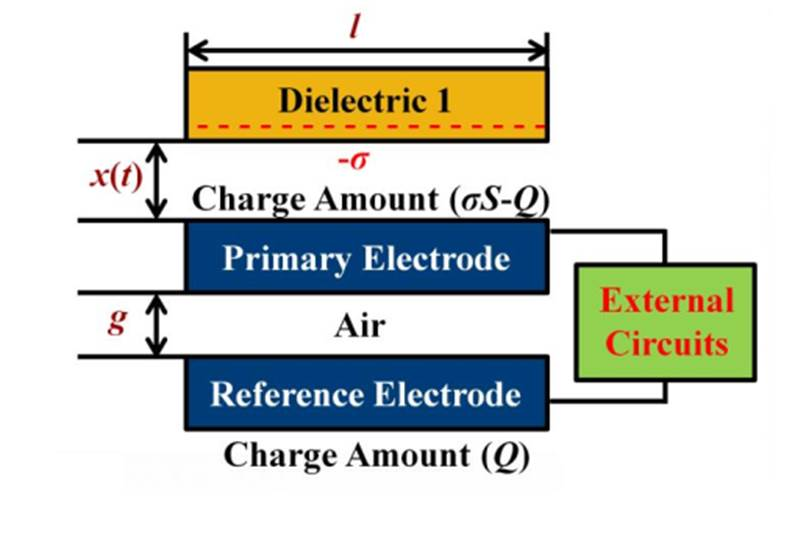 l
Dielectric 1
-σ
x(t)
Charge Amount (σS-Q)
Primary Electrode
External
Circuits
g
Air
Reference Electrode
Charge Amount (Q)